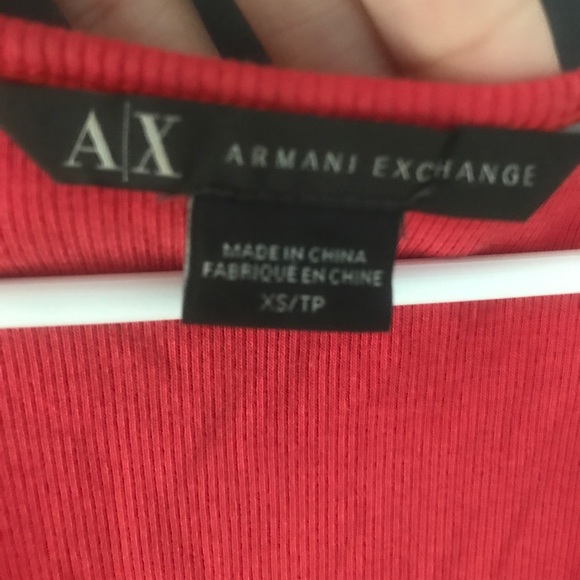 A|X ARMANI EXCHANGE
MADE IN CHINA
FABRIQUE EN CHINE
XS/TP